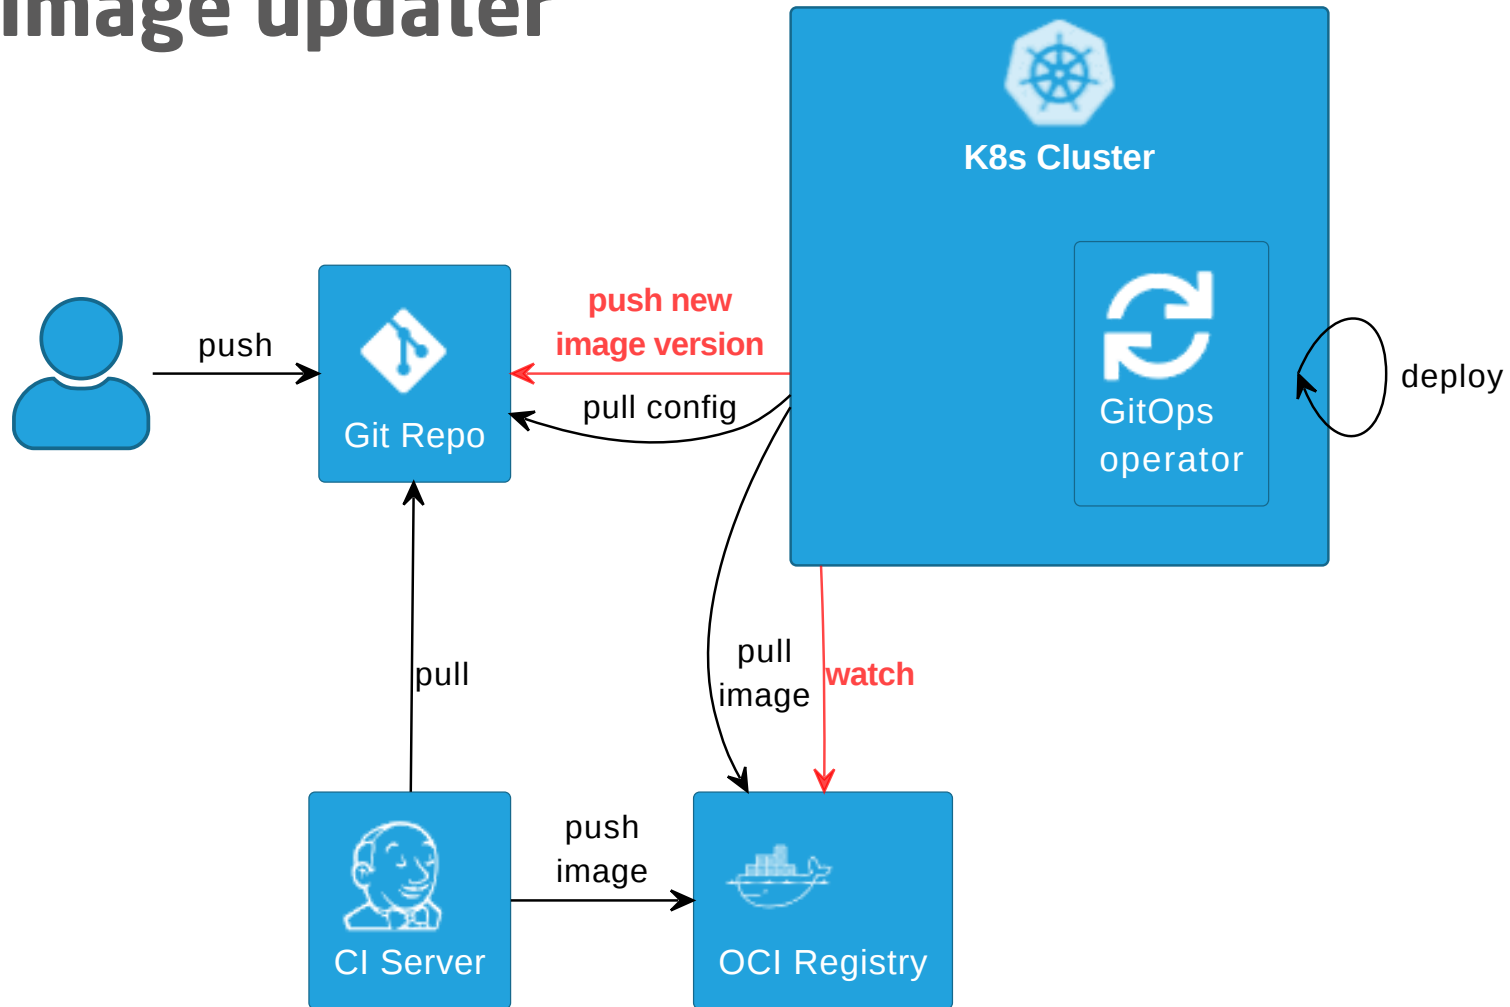 Image updater
K8s Cluster
push new
image version
push
pull config
deploy
GitOps
operator
Git Repo
pull
pull
image
watch
push
image
CI Server
OCI Registry